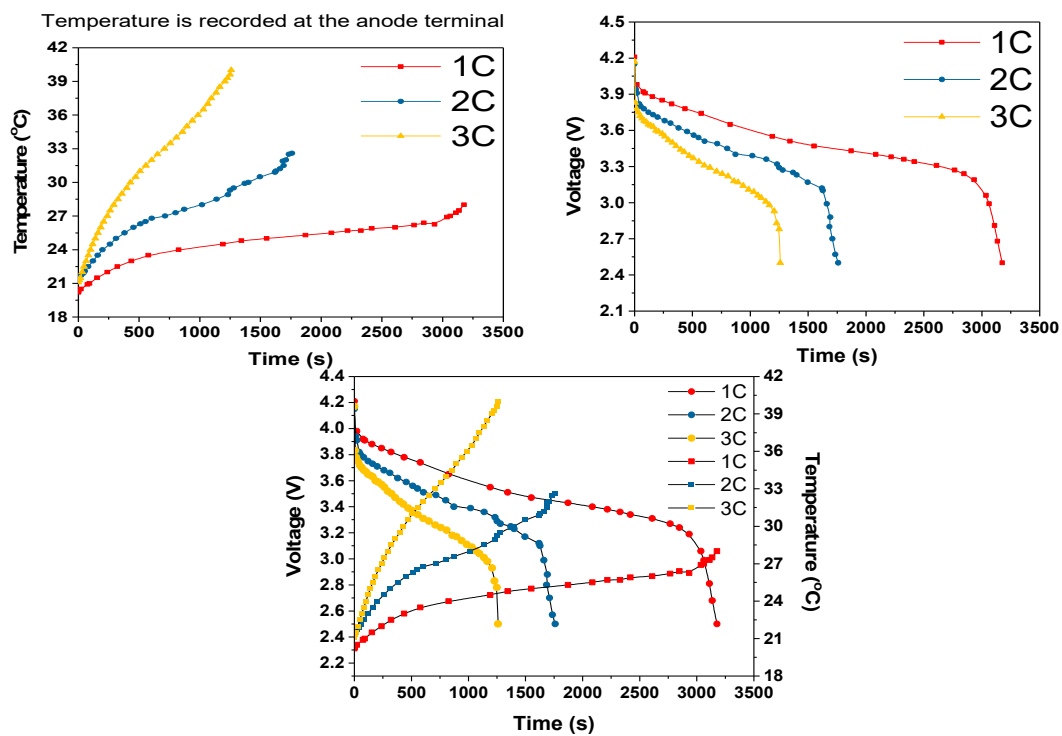 Temperature is recorded at the anode terminal
42
39
36
33
30
27
24
21
18
Temperature (°C)
1C
2C
3C
0 500 1000 1500 2000 2500 3000 3500
Time (s)
4.5
4.2
3.9
3.6
3.3
3.0
2.7
2.4
2.1
Voltage (V)
1C
2C
3C
0 500 1000 1500 2000 2500 3000 3500
Time (s)
4.4
4.2
4.0
3.8
3.6
3.4
3.2
3.0
2.8
2.6
2.4
2.2
Voltage (V)
1C
2C
3C
1C
2C
3C
42
39
36
33
30
27
24
21
18
Temperature (°C)
0 500 1000 1500 2000 2500 3000 3500
Time (s)